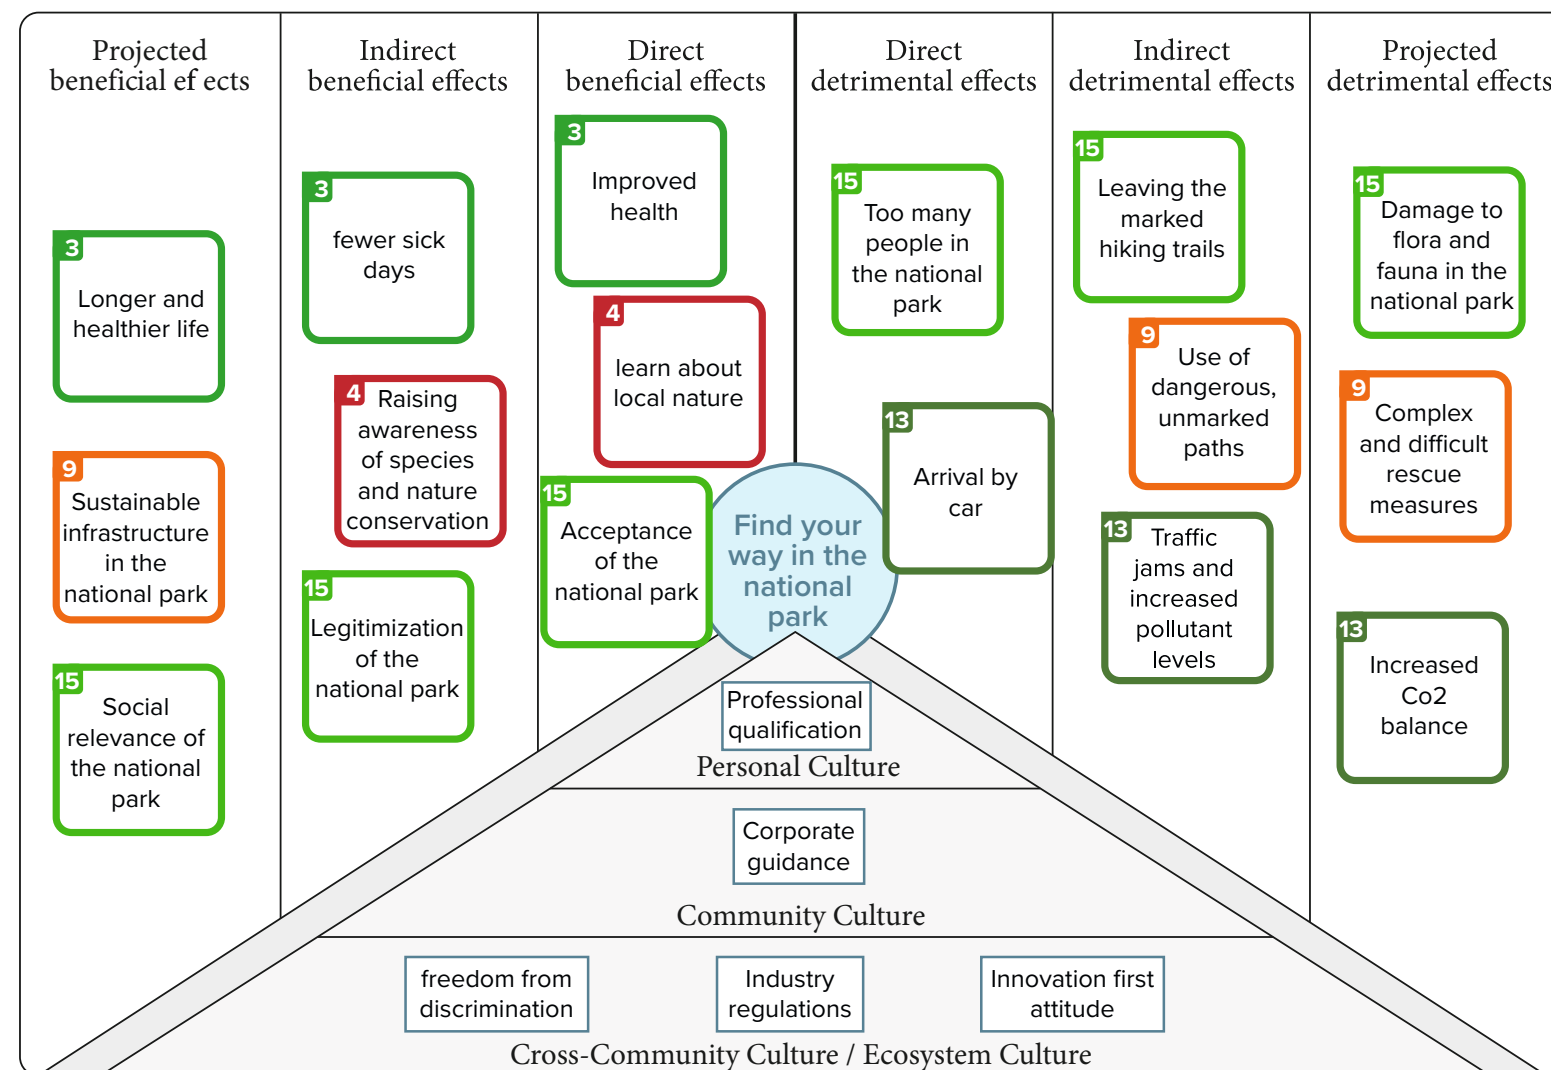 Projected
beneficial ef ects
Indirect
beneficial effects
Direct
beneficial effects
Direct
detrimental effects
Indirect
detrimental effects
Projected
detrimental effects
3
Longer and
healthier life
9
Sustainable
infrastructure
in the
national park
15
Social
relevance of
the national
park
3
fewer sick
days
4
Raising
awareness
of species
and nature
conservation
15
Legitimization
of the
national park
3
Improved
health
4
learn about
local nature
15
Acceptance
of the
national park
15
Too many
people in
the national
park
13
Arrival by
car
15
Leaving the
marked
hiking trails
9
Use of
dangerous,
unmarked
paths
13
Traffic
jams and
increased
pollutant
levels
15
Damage to
flora and
fauna in the
national park
9
Complex
and difficult
rescue
measures
13
Increased
Co2
balance
Find your
way in the
national
park
Professional
qualification
Personal Culture
Corporate
guidance
Community Culture
freedom from
discrimination
Industry
regulations
Innovation first
attitude
Cross-Community Culture / Ecosystem Culture